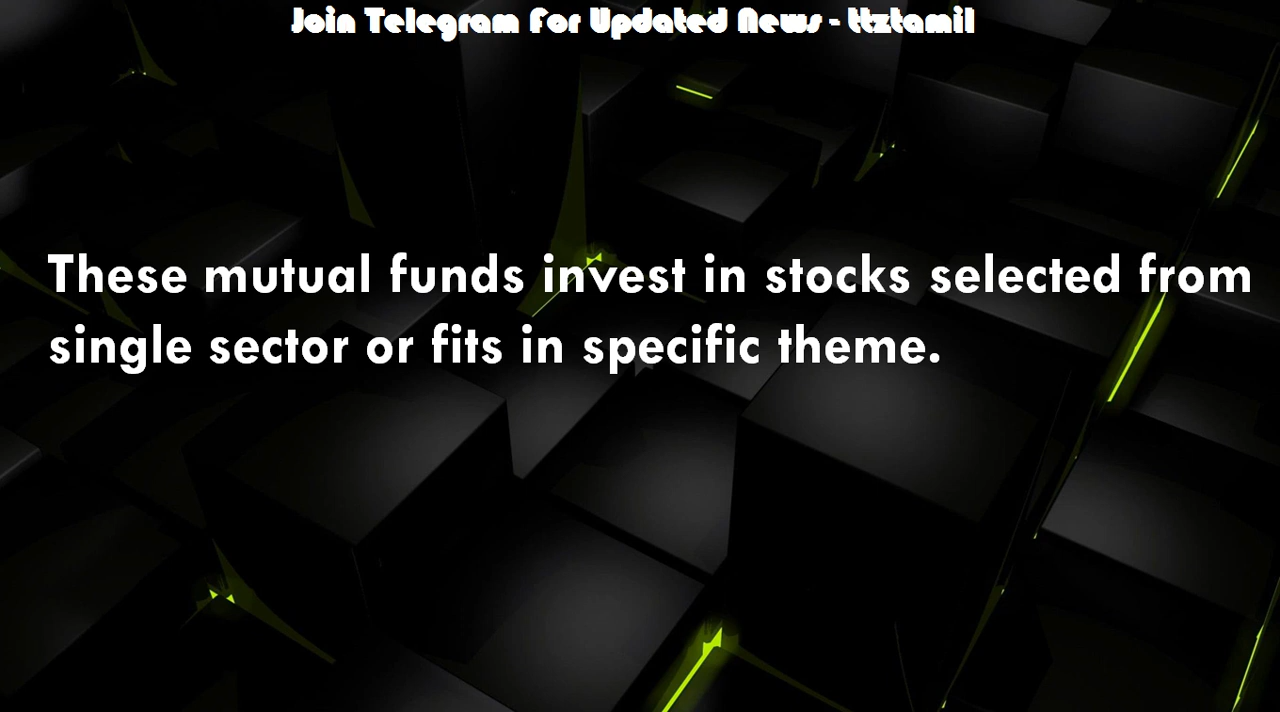 Join Telegram For Updated News - ttztamil
These mutual funds invest in stocks selected from
single sector or fits in specific theme.